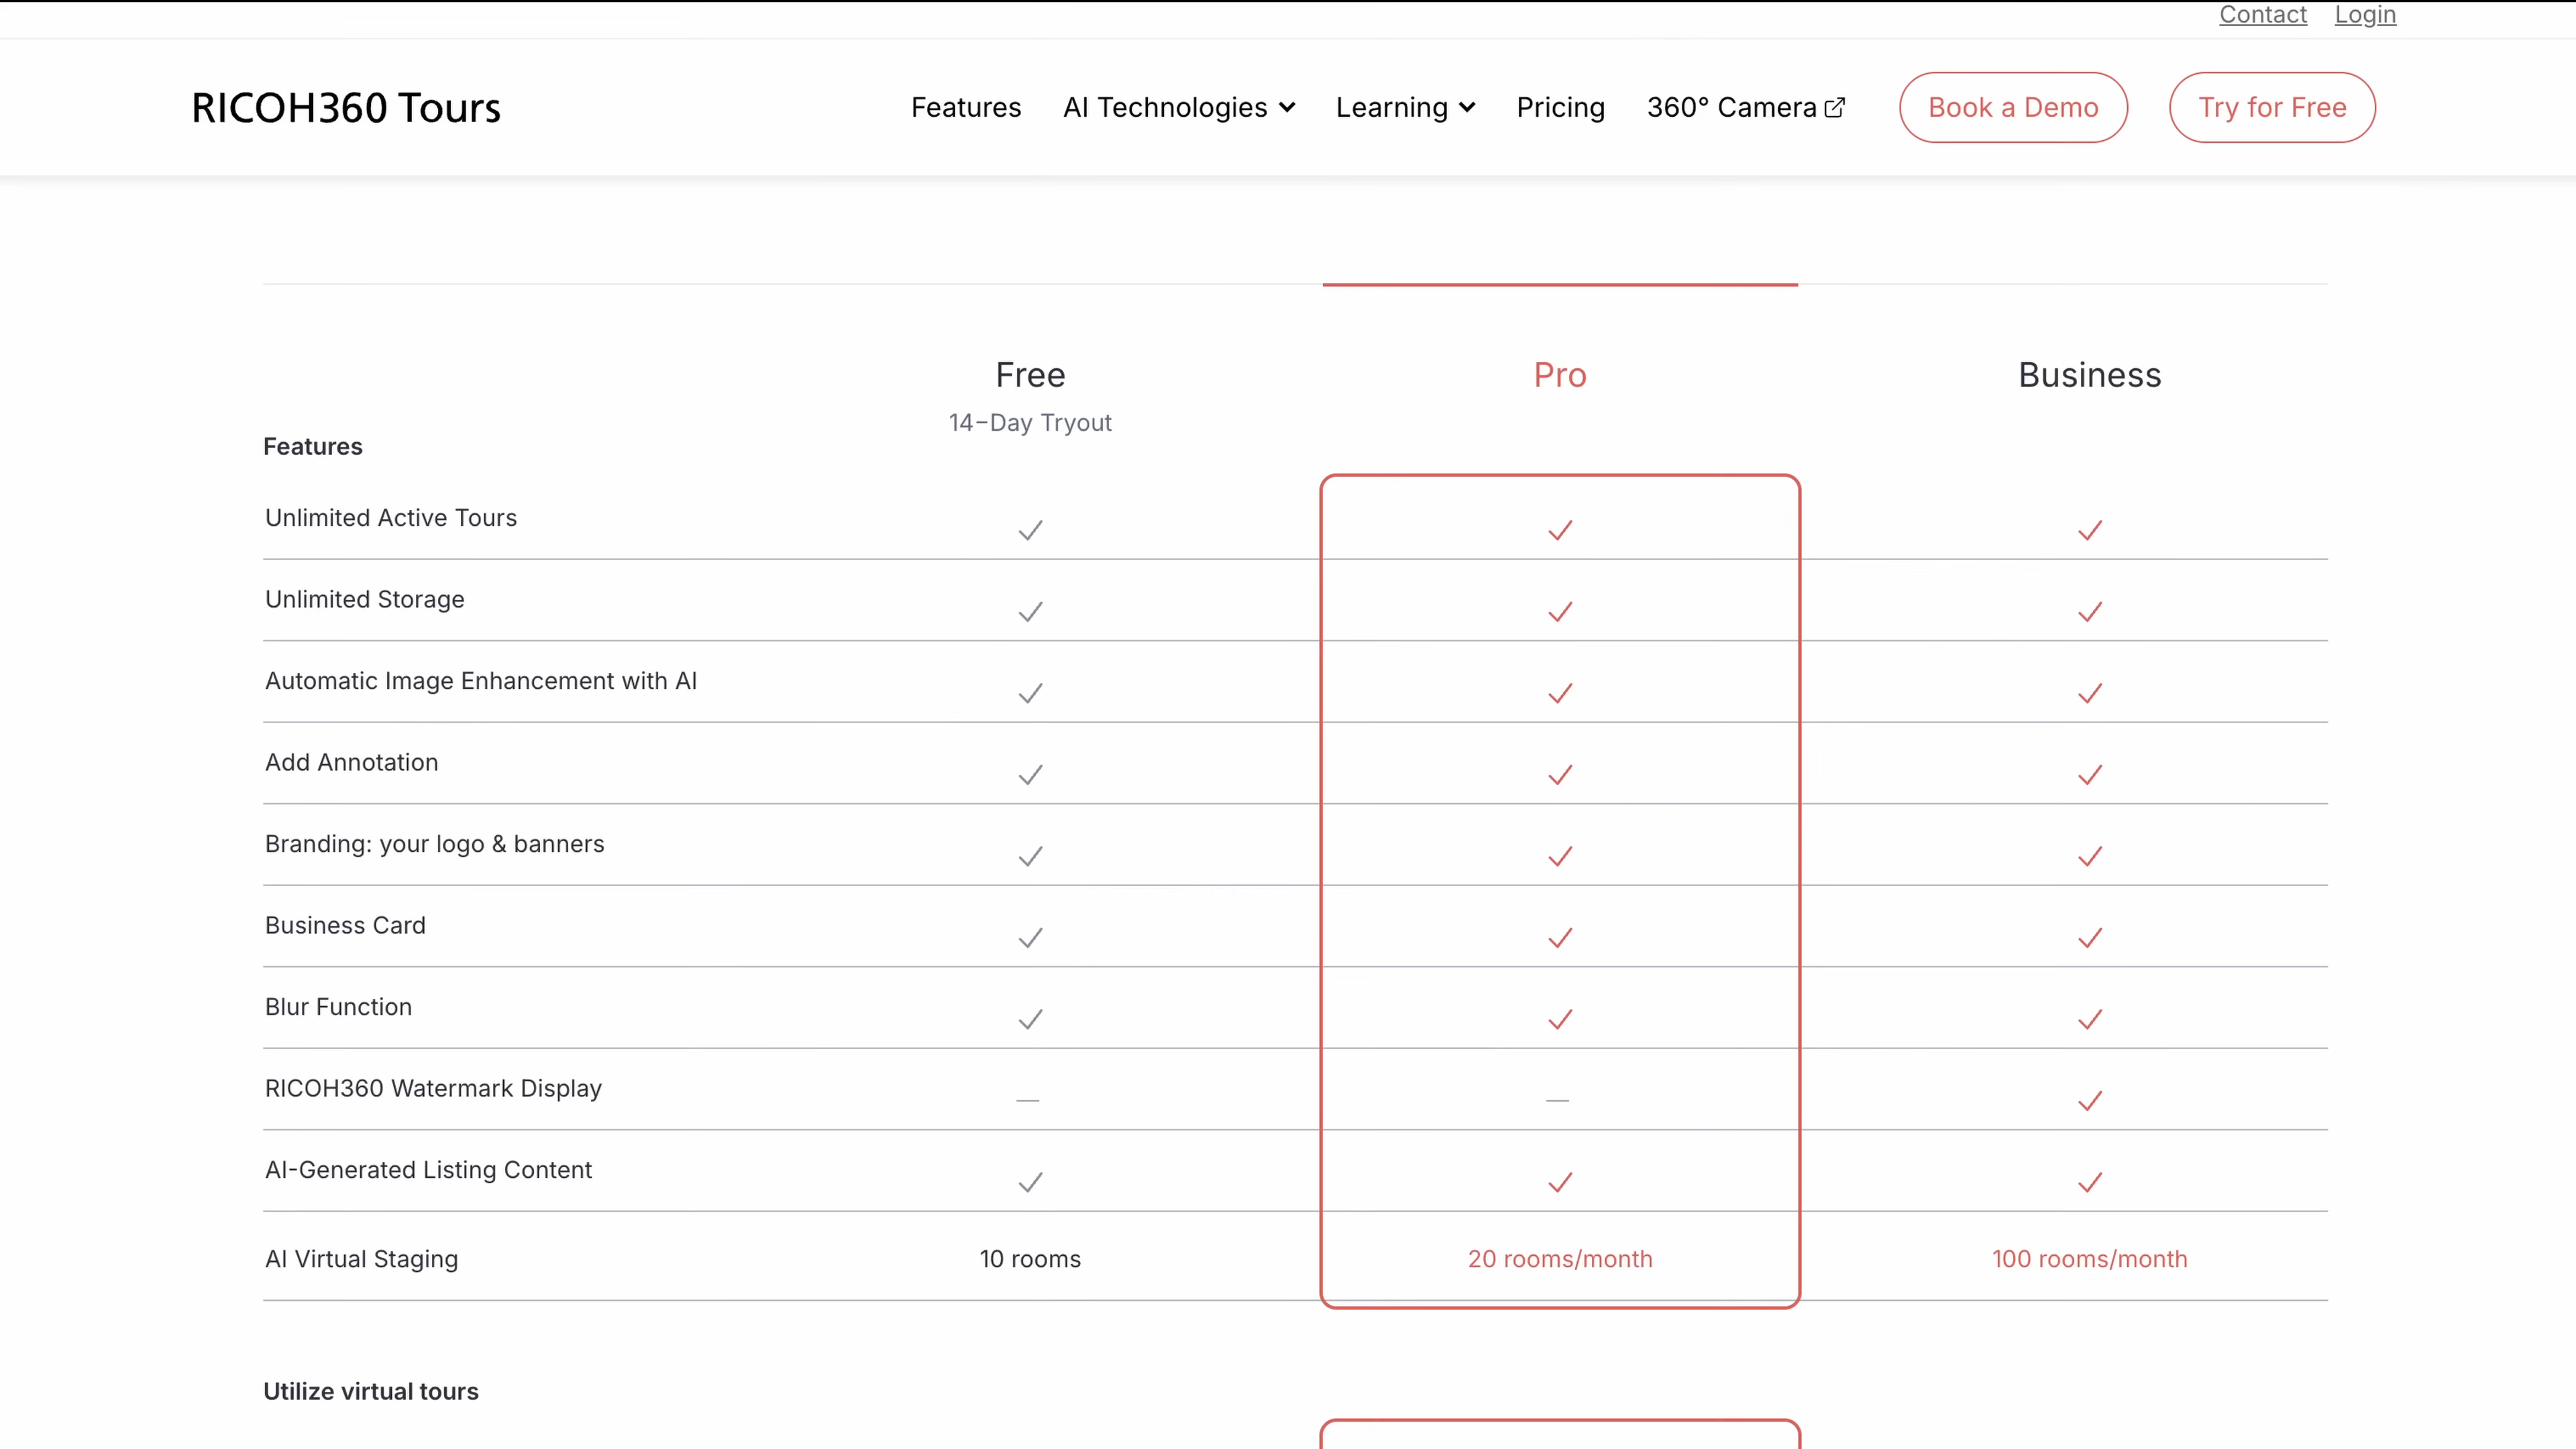 Contact Login
RICOH360 Tours Features AI Technologies Learning Pricing 360° Camera Book a Demo Try for Free
Free Pro Business
14–Day Tryout
Features
Unlimited Active Tours
Unlimited Storage
Automatic Image Enhancement with AI
Add Annotation
Branding: your logo & banners
Business Card
Blur Function
RICOH360 Watermark Display — —
AI-Generated Listing Content
AI Virtual Staging 10 rooms 20 rooms/month 100 rooms/month
Utilize virtual tours